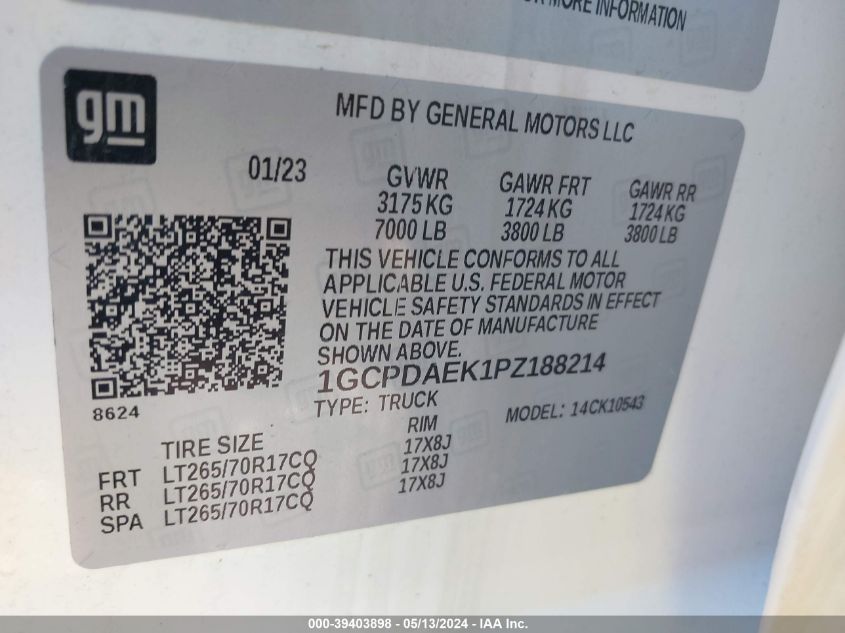 OR MORE INFORMATION
gm
MFD BY GENERAL MOTORS LLC
01/23
GVWR GAWR FRT GAWR RR
3175 KG 1724 KG 1724 KG
7000 LB 3800 LB 3800 LB
THIS VEHICLE CONFORMS TO ALL
APPLICABLE U.S. FEDERAL MOTOR
VEHICLE SAFETY STANDARDS IN EFFECT
ON THE DATE OF MANUFACTURE
SHOWN ABOVE.
1GCPDAEK1PZ188214
TYPE: TRUCK MODEL: 14CK10543
8624
TIRE SIZE RIM
FRT LT265/70R17CQ 17X8J
RR LT265/70R17CQ 17X8J
SPA LT265/70R17CQ 17X8J
000-39403898 - 05/13/2024 - IAA Inc.